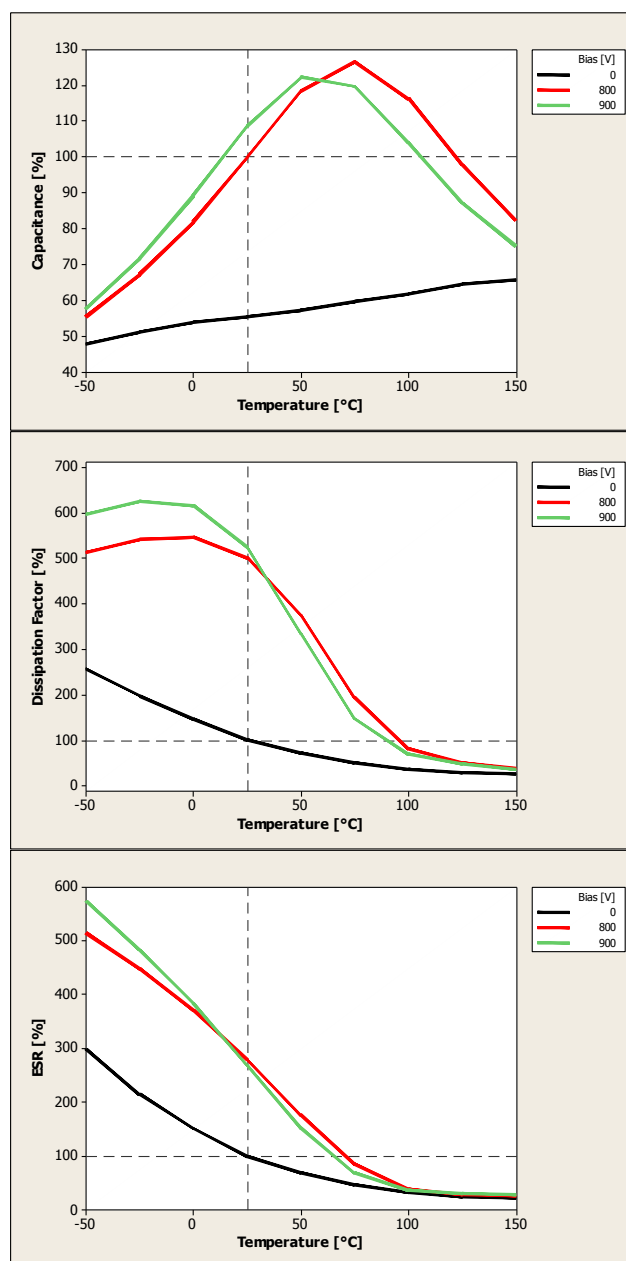 130
120
110
100
90
80
70
60
50
40
Capacitance [%]
-50 0 50 100 150
Temperature [°C]
Bias [V]
0
800
900
700
600
500
400
300
200
100
0
Dissipation Factor [%]
-50 0 50 100 150
Temperature [°C]
Bias [V]
0
800
900
600
500
400
300
200
100
0
ESR [%]
-50 0 50 100 150
Temperature [°C]
Bias [V]
0
800
900